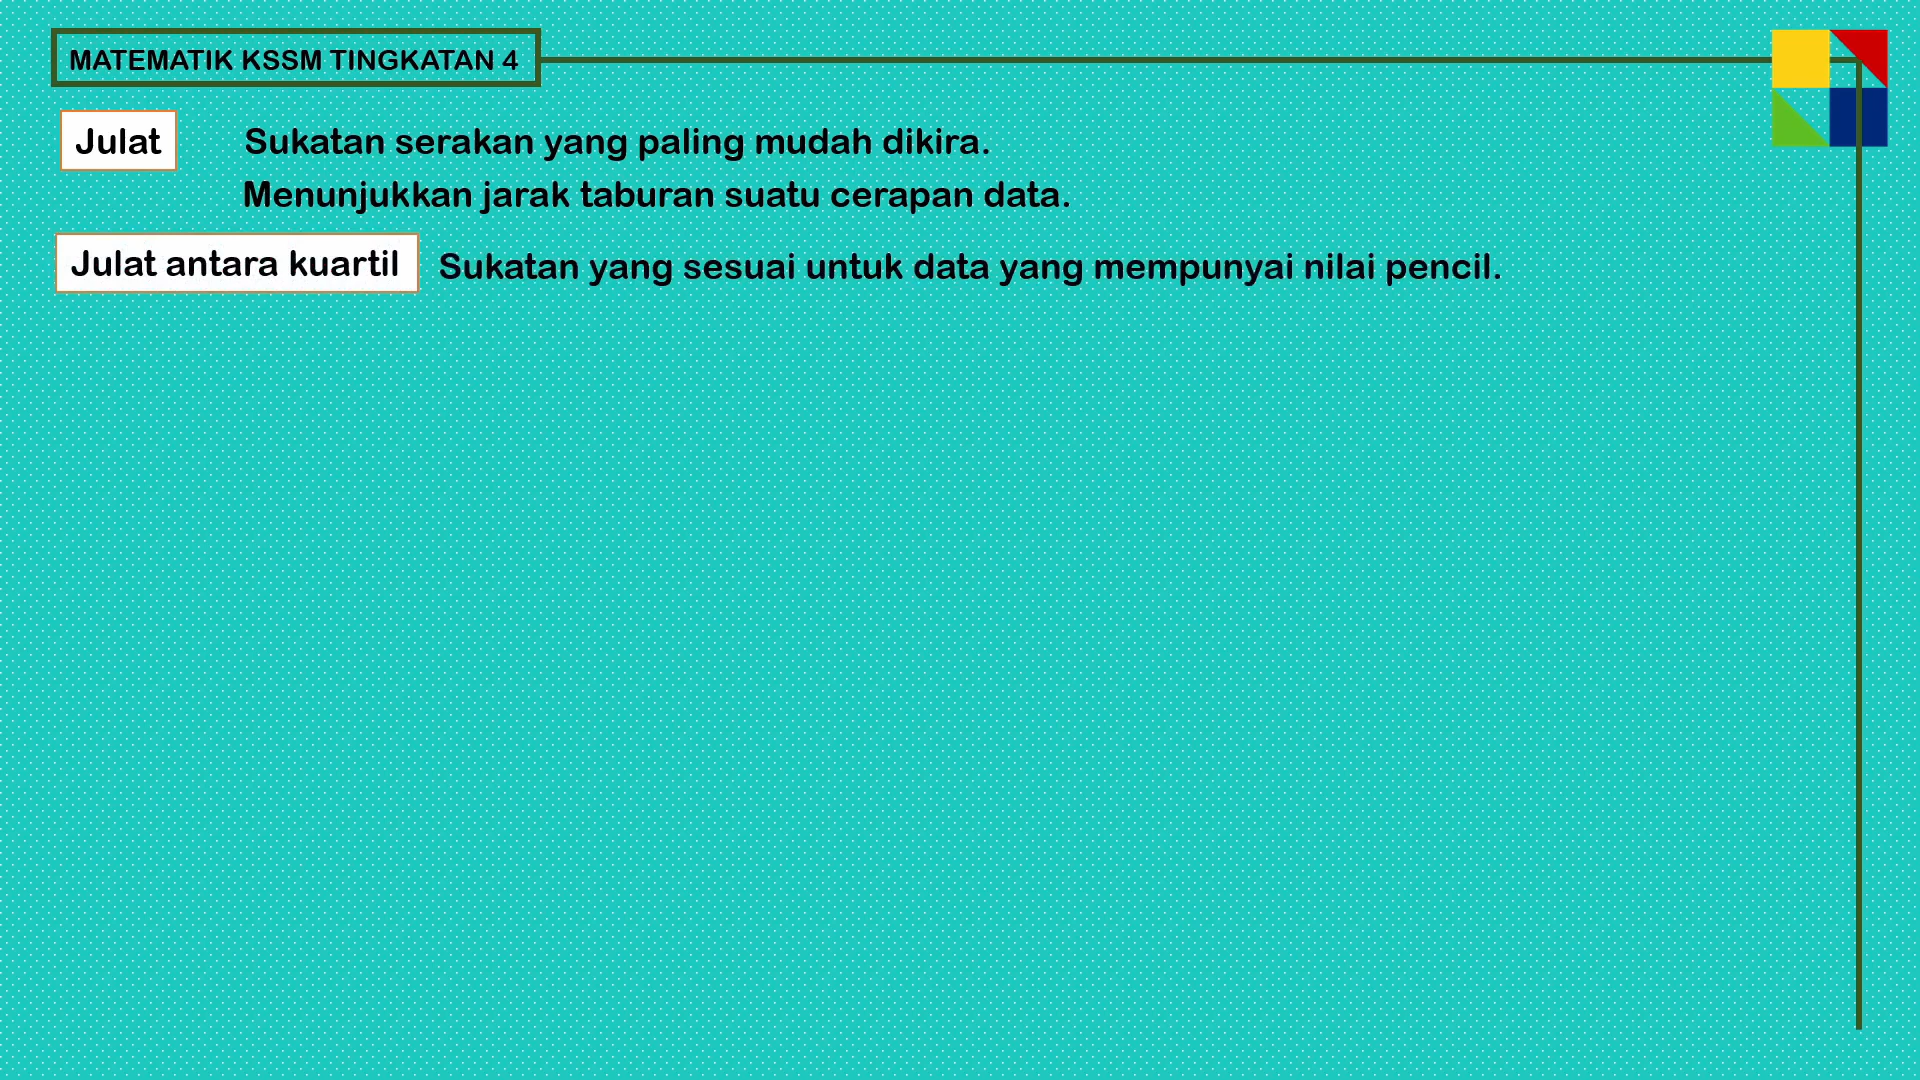 MATEMATIK KSSM TINGKATAN 4
Julat Sukatan serakan yang paling mudah dikira.
Menunjukkan jarak taburan suatu cerapan data.
Julat antara kuartil Sukatan yang sesuai untuk data yang mempunyai nilai pencil.